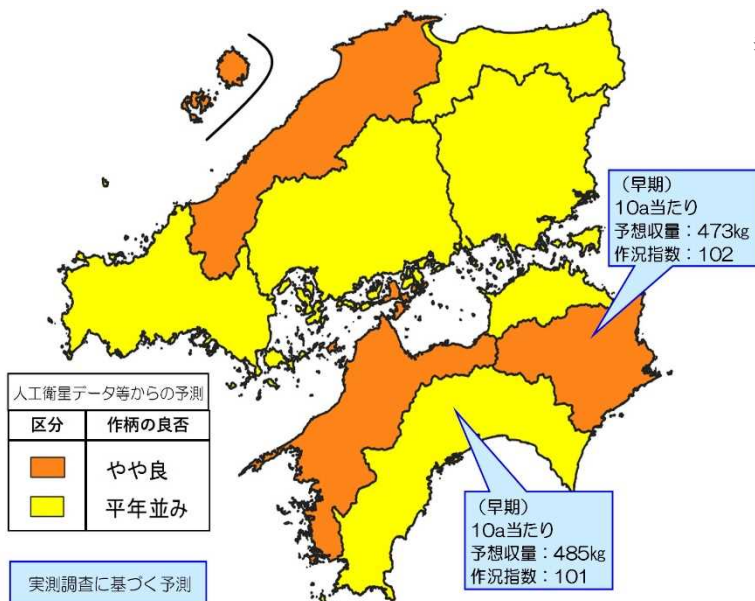 （早期）
10a当たり
予想収量：473kg
作況指数：102
人工衛星データ等からの予測
区分 作柄の良否
やや良
平年並み
（早期）
10a当たり
予想収量：485kg
作況指数：101
実測調査に基づく予測